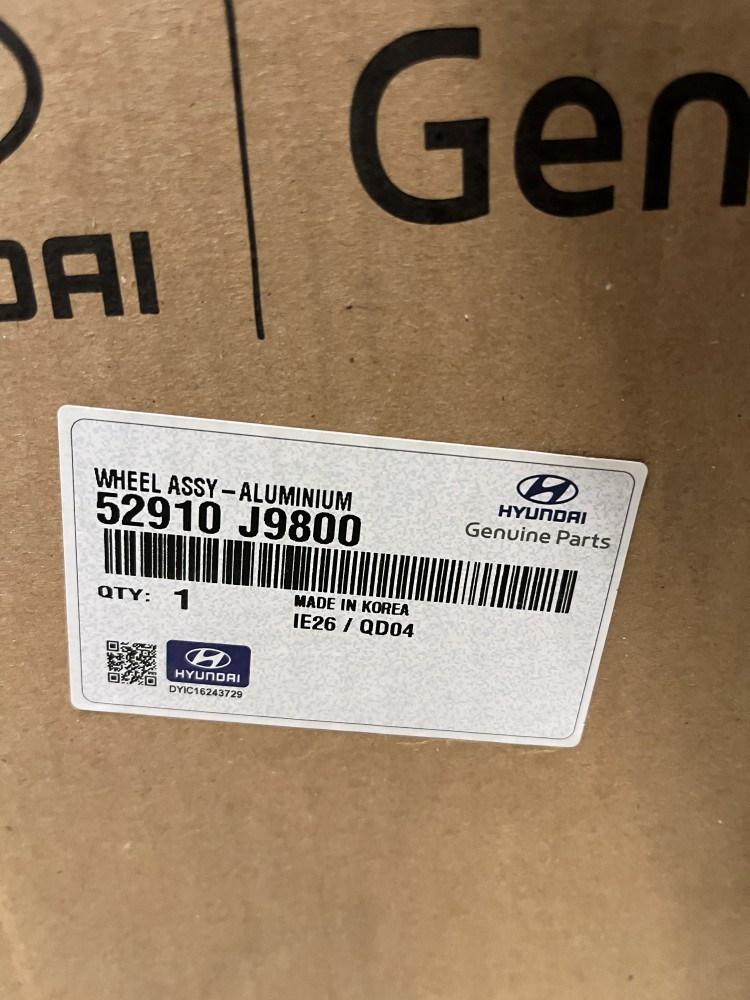 DAI
Gen
WHEEL ASSY-ALUMINIUM
52910 J9800
HYUNDAI
Genuine Parts
QTY: 1
MADE IN KOREA
IE26 / QD04
HYUNDAI
DYIC16243729